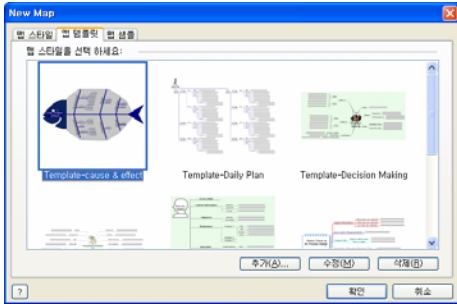 New Map
맵 스타일 맵 템플릿 맵 샘플
맵 스타일을 선택 하세요:
Template-cause & effect Template-Daily Plan Template-Decision Making
추가(A)... 수정(M) 삭제(R)
? 확인 취소